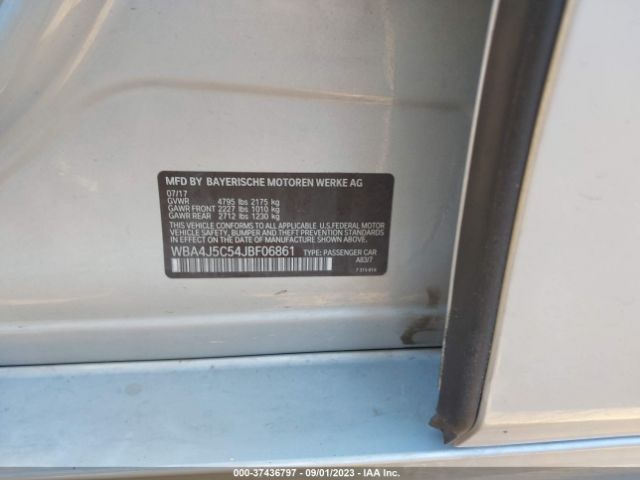 MFD BY BAYERISCHE MOTOREN WERKE AG
07/17
GVWR 4795 lbs 2175 kg
GAWR FRONT 2227 lbs 1010 kg
GAWR REAR 2712 lbs 1230 kg
THIS VEHICLE CONFORMS TO ALL APPLICABLE U.S.FEDERAL MOTOR
VEHICLE SAFETY, BUMPER AND THEFT PREVENTION STANDARDS IN
EFFECT ON THE DATE OF MANUFACTURE SHOWN ABOVE.
WBA4J5C54JBF06861 TYPE: PASSENGER CAR
A83/7
000-37436797 - 09/01/2023 - IAA Inc.